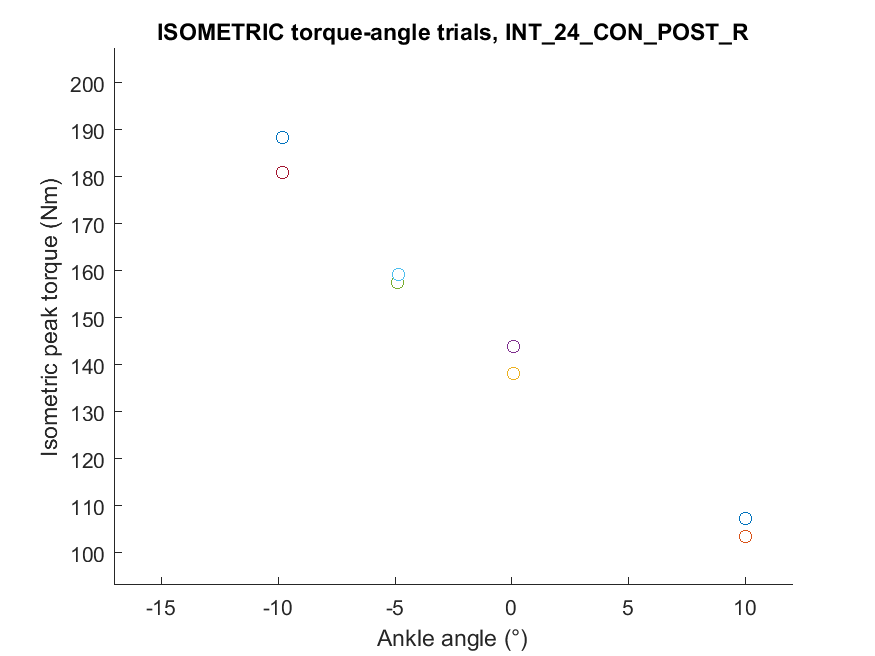 ISOMETRIC torque-angle trials, INT_24_CON_POST_R
Isometric peak torque (Nm)
200
190
180
170
160
150
140
130
120
110
100
-15 -10 -5 0 5 10
Ankle angle (°)